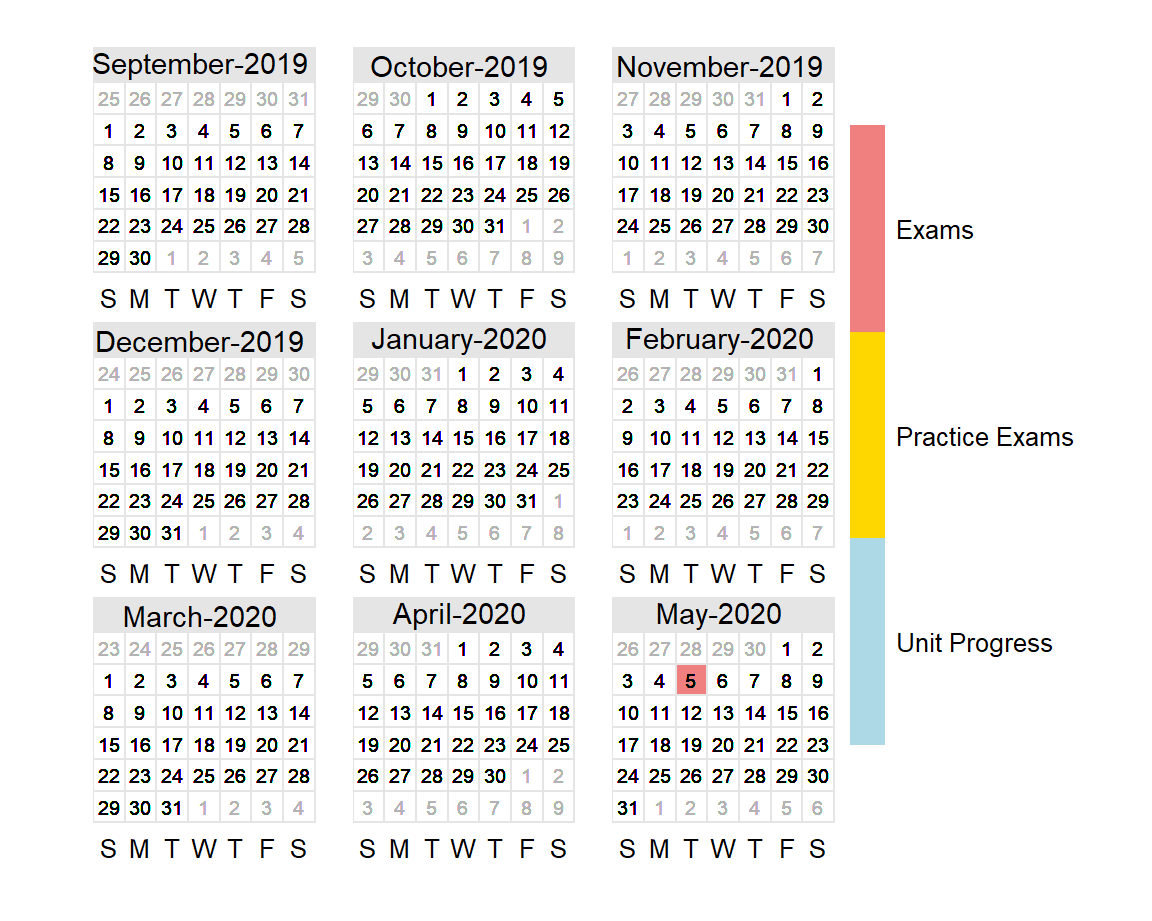 September-2019
25 26 27 28 29 30 31
1 2 3 4 5 6 7
8 9 10 11 12 13 14
15 16 17 18 19 20 21
22 23 24 25 26 27 28
29 30 1 2 3 4 5
S M T W T F S
October-2019
29 30 1 2 3 4 5
6 7 8 9 10 11 12
13 14 15 16 17 18 19
20 21 22 23 24 25 26
27 28 29 30 31 1 2
3 4 5 6 7 8 9
S M T W T F S
November-2019
27 28 29 30 31 1 2
3 4 5 6 7 8 9
10 11 12 13 14 15 16
17 18 19 20 21 22 23
24 25 26 27 28 29 30
1 2 3 4 5 6 7
S M T W T F S
December-2019
24 25 26 27 28 29 30
1 2 3 4 5 6 7
8 9 10 11 12 13 14
15 16 17 18 19 20 21
22 23 24 25 26 27 28
29 30 31 1 2 3 4
S M T W T F S
January-2020
29 30 31 1 2 3 4
5 6 7 8 9 10 11
12 13 14 15 16 17 18
19 20 21 22 23 24 25
26 27 28 29 30 31 1
2 3 4 5 6 7 8
S M T W T F S
February-2020
26 27 28 29 30 31 1
2 3 4 5 6 7 8
9 10 11 12 13 14 15
16 17 18 19 20 21 22
23 24 25 26 27 28 29
1 2 3 4 5 6 7
S M T W T F S
March-2020
23 24 25 26 27 28 29
1 2 3 4 5 6 7
8 9 10 11 12 13 14
15 16 17 18 19 20 21
22 23 24 25 26 27 28
29 30 31 1 2 3 4
S M T W T F S
April-2020
29 30 31 1 2 3 4
5 6 7 8 9 10 11
12 13 14 15 16 17 18
19 20 21 22 23 24 25
26 27 28 29 30 1 2
3 4 5 6 7 8 9
S M T W T F S
May-2020
26 27 28 29 30 1 2
3 4 5 6 7 8 9
10 11 12 13 14 15 16
17 18 19 20 21 22 23
24 25 26 27 28 29 30
31 1 2 3 4 5 6
S M T W T F S
Exams
Practice Exams
Unit Progress